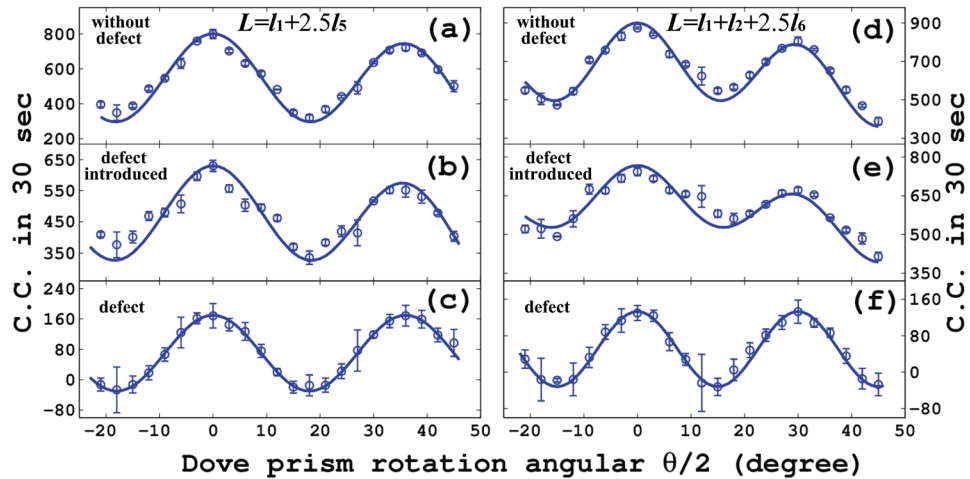 without
defect
L=l1+2.5l5
(a)
800
600
400
200
defect
introduced
(b)
650
550
450
350
defect
(c)
240
160
80
0
-80
-20 -10 0 10 20 30 40 50
C.C. in 30 sec
without
defect
L=l1+l2+2.5l6
(d)
900
700
500
300
defect
introduced
(e)
800
650
500
350
defect
(f)
160
80
0
-80
-20 -10 0 10 20 30 40 50
C.C. in 30 sec
Dove prism rotation angular θ/2 (degree)